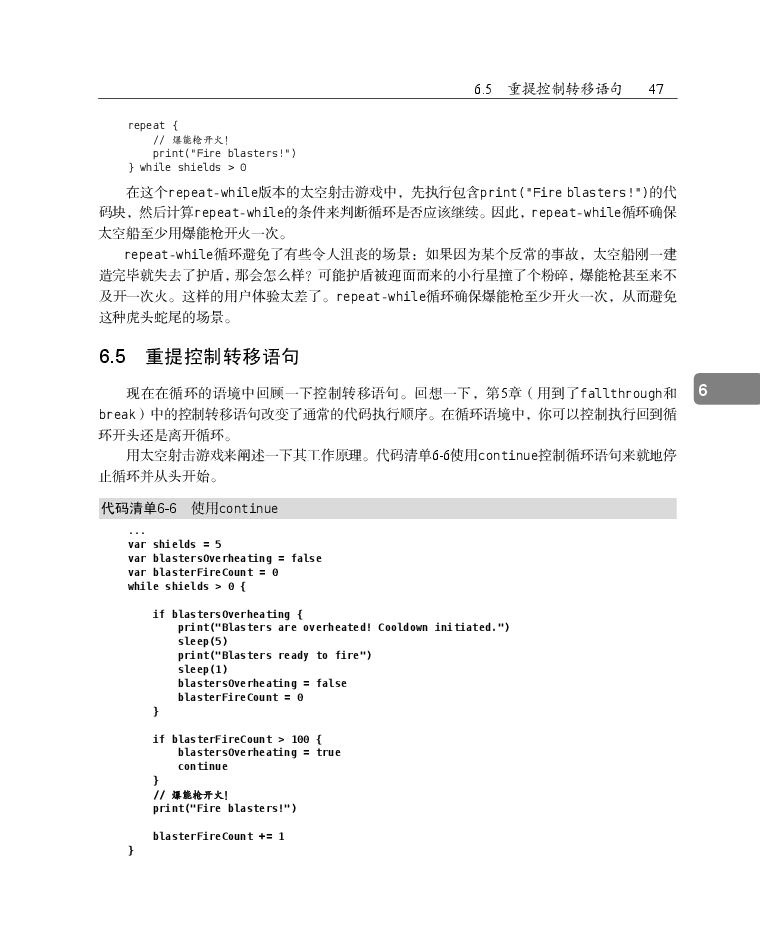 6.5 重提控制转移语句 47
repeat {
    // 爆能枪开火!
    print("Fire blasters!")
} while shields > 0
在这个repeat-while版本的太空射击游戏中，先执行包含print("Fire blasters!")的代
码块，然后计算repeat-while的条件来判断循环是否应该继续。因此，repeat-while循环确保
太空船至少用爆能枪开火一次。
repeat-while循环避免了有些令人沮丧的场景：如果因为某个反常的事故，太空船刚一建
造完毕就失去了护盾，那会怎么样？可能护盾被迎面而来的小行星撞了个粉碎，爆能枪甚至来不
及开一次火。这样的用户体验太差了。repeat-while循环确保爆能枪至少开火一次，从而避免
这种虎头蛇尾的场景。
6.5 重提控制转移语句
现在在循环的语境中回顾一下控制转移语句。回想一下，第5章（用到了fallthrough和
break）中的控制转移语句改变了通常的代码执行顺序。在循环语境中，你可以控制执行回到循
环开头还是离开循环。
6
用太空射击游戏来阐述一下其工作原理。代码清单6-6使用continue控制循环语句来就地停
止循环并从头开始。
代码清单6-6 使用continue
...
var shields = 5
var blastersOverheating = false
var blasterFireCount = 0
while shields > 0 {
    if blastersOverheating {
        print("Blasters are overheated! Cooldown initiated.")
        sleep(5)
        print("Blasters ready to fire")
        sleep(1)
        blastersOverheating = false
        blasterFireCount = 0
    }
    if blasterFireCount > 100 {
        blastersOverheating = true
        continue
    }
    // 爆能枪开火!
    print("Fire blasters!")
    blasterFireCount += 1
}